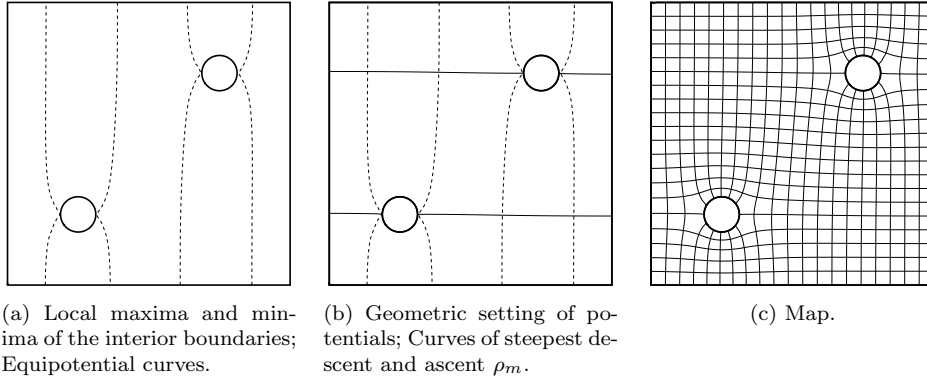 (a) Local maxima and min-
ima of the interior boundaries;
Equipotential curves.
(b) Geometric setting of po-
tentials; Curves of steepest de-
scent and ascent ρₘ.
(c) Map.